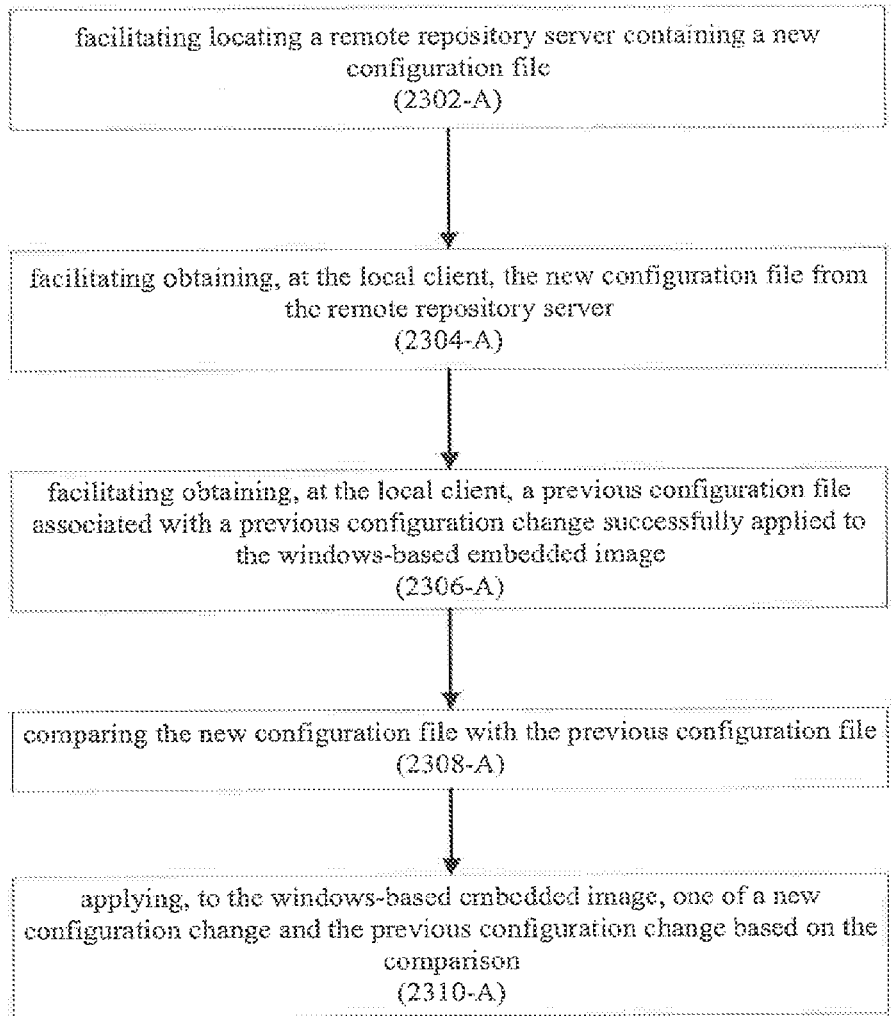 facilitating locating a remote repository server containing a new
configuration file
(2302-A)
facilitating obtaining, at the local client, the new configuration file from
the remote repository server
(2304-A)
facilitating obtaining, at the local client, a previous configuration file
associated with a previous configuration change successfully applied to
the windows-based embedded image
(2306-A)
comparing the new configuration file with the previous configuration file
(2308-A)
applying, to the windows-based embedded image, one of a new
configuration change and the previous configuration change based on the
comparison
(2310-A)